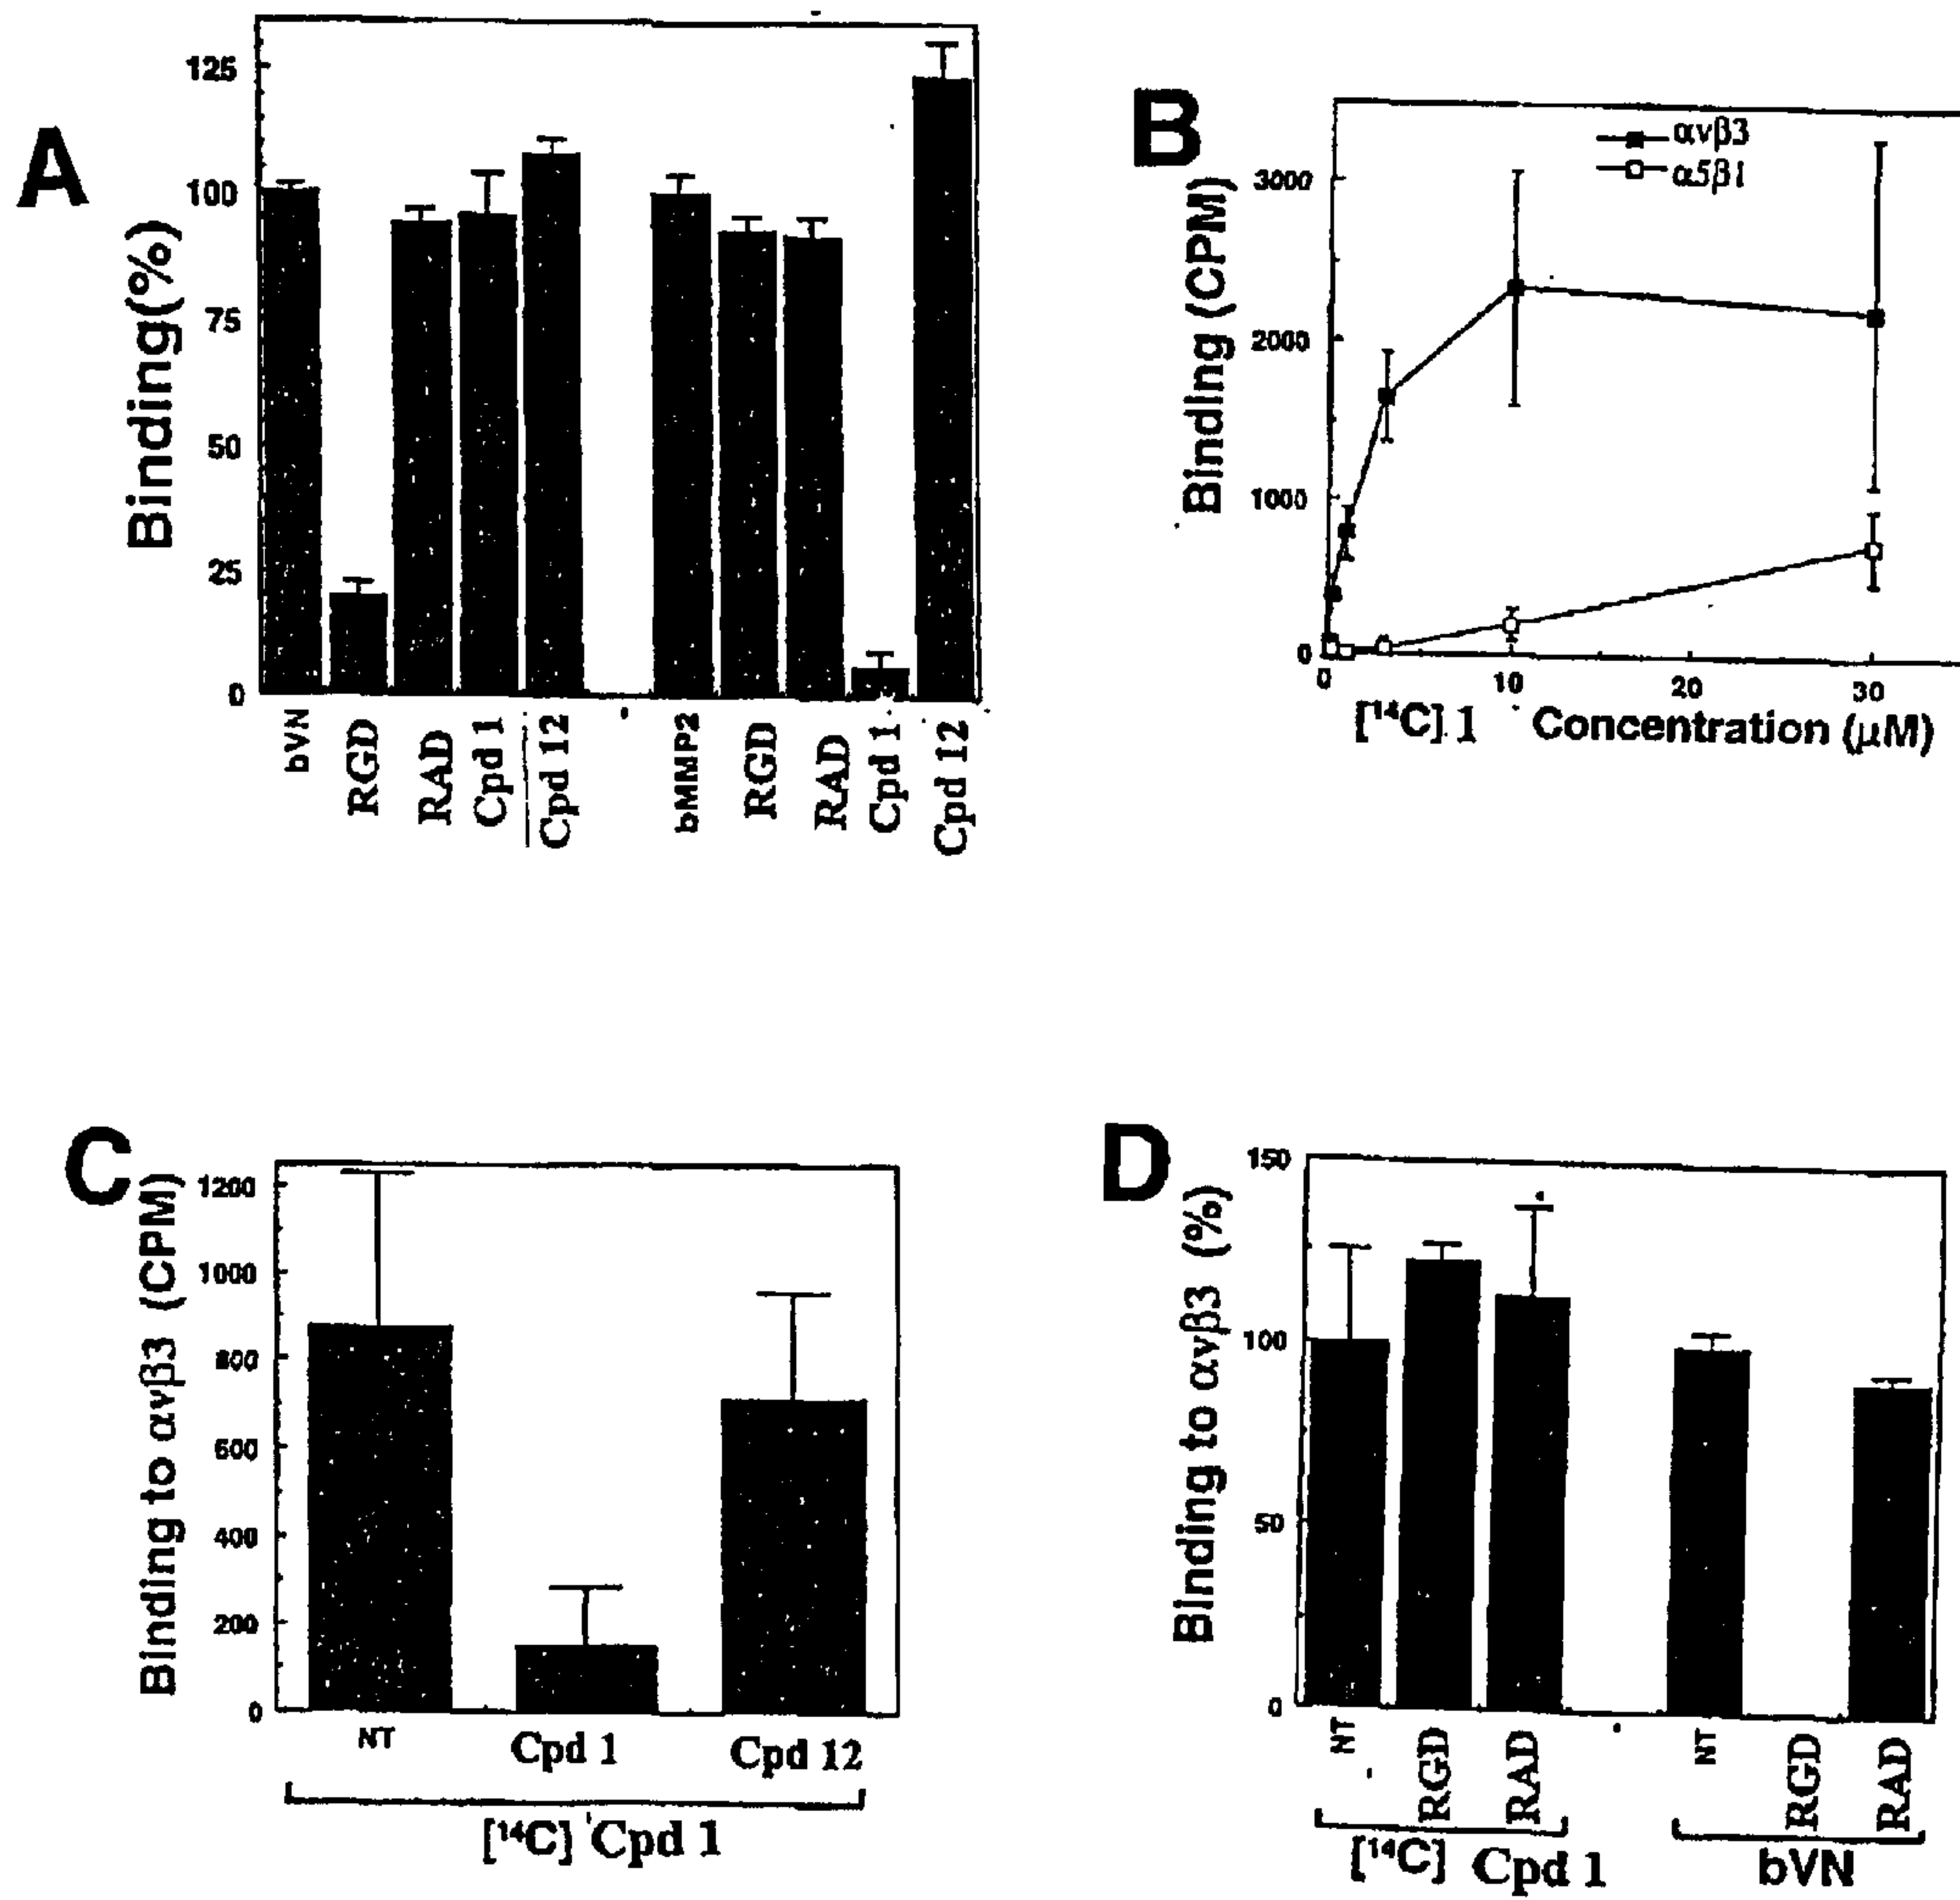 A
Binding(%)
125
100
75
50
25
0
bVN
RGD
RAD
Cpd 1
Cpd 12
bMMP2
RGD
RAD
Cpd 1
Cpd 12
B
Binding (CPM)
αvβ3
α5β1
3000
2000
1000
0
0 10 20 30
[¹⁴C] 1 Concentration (μM)
C
Binding to αvβ3 (CPM)
1200
1000
800
600
400
200
0
NT Cpd 1 Cpd 12
[¹⁴C] Cpd 1
D
Binding to αvβ3 (%)
150
100
50
0
NT
RGD
RAD
NT
RGD
RAD
[¹⁴C] Cpd 1
bVN